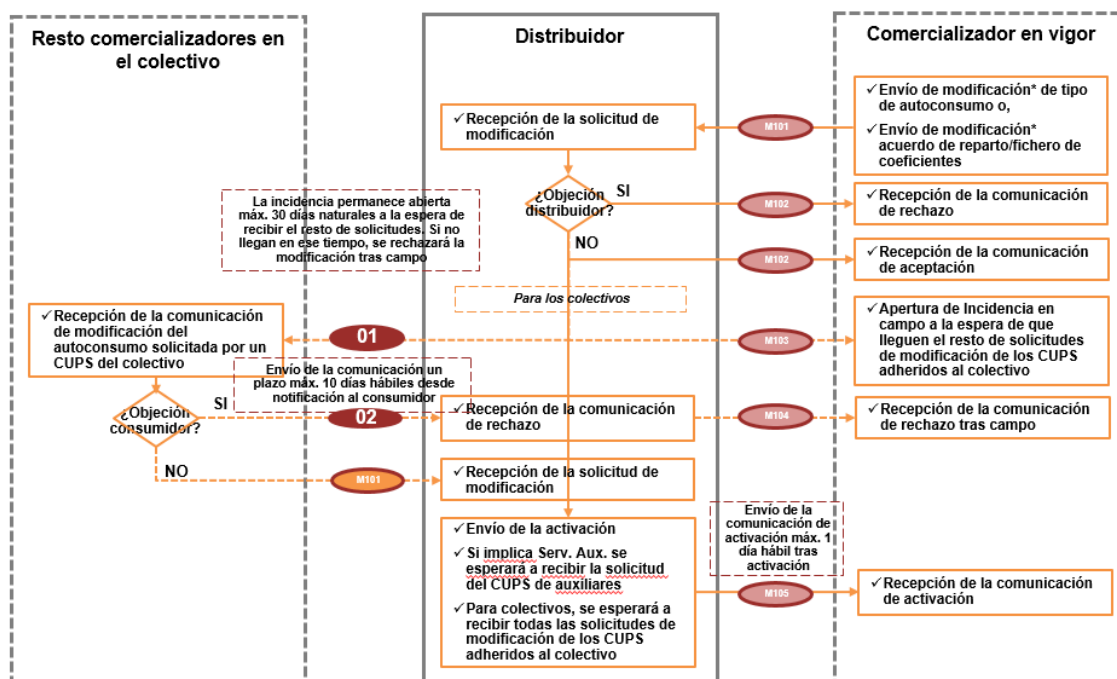 Resto comercializadores en
el colectivo
Distribuidor
Comercializador en vigor
✓Envío de modificación* de tipo
de autoconsumo o,
✓Envío de modificación*
acuerdo de reparto/fichero de
coeficientes
M101
✓Recepción de la solicitud de
modificación
¿Objeción
distribuidor?
SI
M102
✓Recepción de la comunicación
de rechazo
La incidencia permanece abierta
máx. 30 días naturales a la espera de
recibir el resto de solicitudes. Si no
llegan en ese tiempo, se rechazará la
modificación tras campo
NO
M102
✓Recepción de la comunicación
de aceptación
Para los colectivos
✓Recepción de la comunicación
de modificación del
autoconsumo solicitada por un
CUPS del colectivo
01
M103
✓Apertura de Incidencia en
campo a la espera de que
lleguen el resto de solicitudes
de modificación de los CUPS
adheridos al colectivo
Envío de la comunicación un
plazo máx. 10 días hábiles desde
notificación al consumidor
¿Objeción
consumidor?
SI
02
✓Recepción de la comunicación
de rechazo
M104
✓Recepción de la comunicación
de rechazo tras campo
NO
M101
✓Recepción de la solicitud de
modificación
✓Envío de la activación
✓Si implica Serv. Aux. se
esperará a recibir la solicitud
del CUPS de auxiliares
✓Para colectivos, se esperará a
recibir todas las solicitudes de
modificación de los CUPS
adheridos al colectivo
Envío de la
comunicación de
activación máx. 1
día hábil tras
activación
M105
✓Recepción de la comunicación
de activación